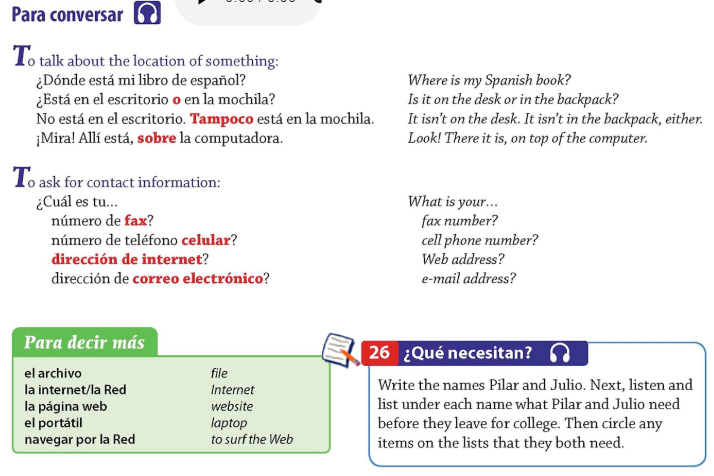 Para conversar
To talk about the location of something:
¿Dónde está mi libro de español? Where is my Spanish book?
¿Está en el escritorio o en la mochila? Is it on the desk or in the backpack?
No está en el escritorio. Tampoco está en la mochila. It isn't on the desk. It isn't in the backpack, either.
¡Mira! Allí está, sobre la computadora. Look! There it is, on top of the computer.
To ask for contact information:
¿Cuál es tu... What is your...
número de fax? fax number?
número de teléfono celular? cell phone number?
dirección de internet? Web address?
dirección de correo electrónico? e-mail address?
Para decir más
el archivo file
la internet/la Red Internet
la página web website
el portátil laptop
navegar por la Red to surf the Web
26 ¿Qué necesitan?
Write the names Pilar and Julio. Next, listen and
list under each name what Pilar and Julio need
before they leave for college. Then circle any
items on the lists that they both need.